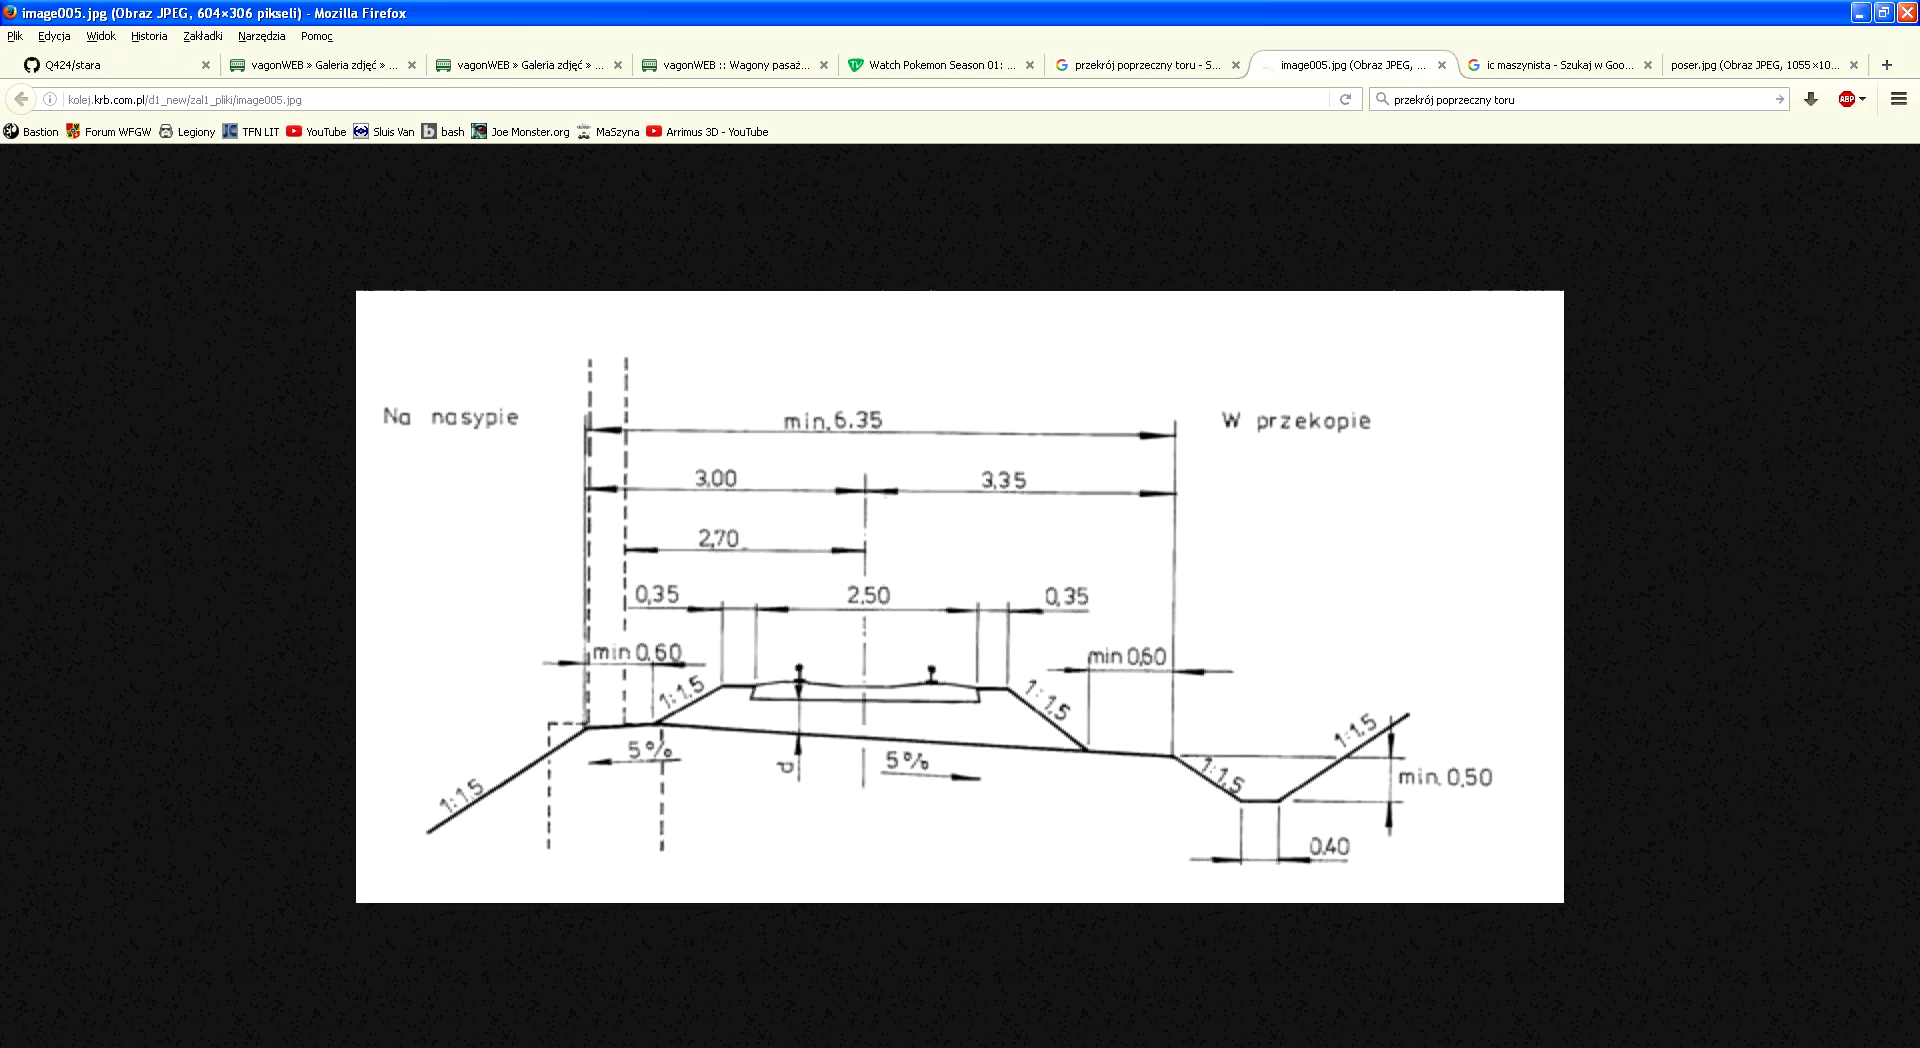 image005.jpg (Obraz JPEG, 604×306 pikseli) - Mozilla Firefox
Plik Edycja Widok Historia Zakładki Narzędzia Pomoc
Q424/stara
vagonWEB » Galeria zdjęć » ...
vagonWEB » Galeria zdjęć » ...
vagonWEB :: Wagony pasaż...
Watch Pokemon Season 01: ...
przekrój poprzeczny toru - S...
image005.jpg (Obraz JPEG, ...
ic maszynista - Szukaj w Goo...
poser.jpg (Obraz JPEG, 1055×10...
kolej.krb.com.pl/d1_new/zal1_pliki/image005.jpg
przekrój poprzeczny toru
ABP
Bastion Forum WFGW Legiony TFN LIT YouTube Sluis Van bash Joe Monster.org MaSzyna Arrimus 3D - YouTube
Na nasypie
min. 6.35
W przekopie
3,00
3,35
2,70
0,35
2,50
0,35
min 0,60
min 0,60
1:1,5
1:1,5
1:1,5
5%
d
5%
1:1,5
min. 0,50
1:1,5
0,40